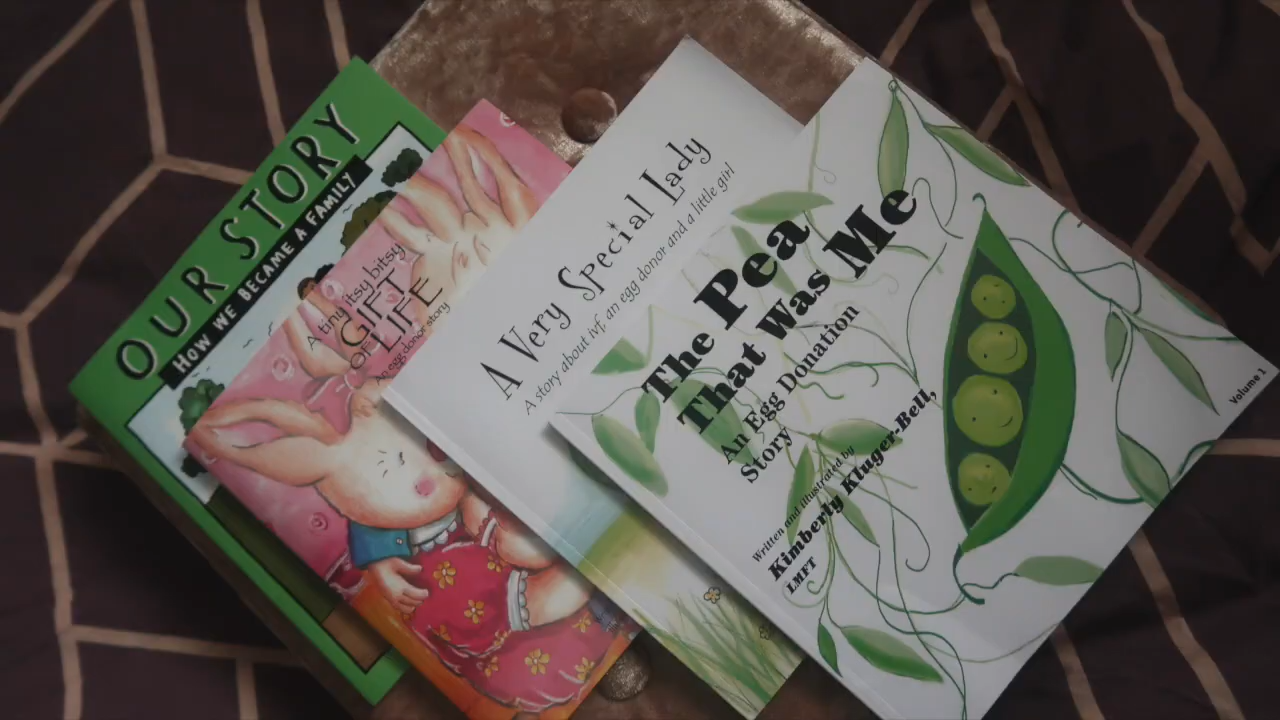 OUR STORY
HOW WE BECAME A FAMILY
A tiny itsy bitsy
GIFT
OF LIFE
An egg donor story
A Very Special Lady
A story about ivf, an egg donor and a little girl
The Pea
That Was Me
An Egg Donation
Story
Written and illustrated by
Kimberly Kluger-Bell,
LMFT
Volume 1